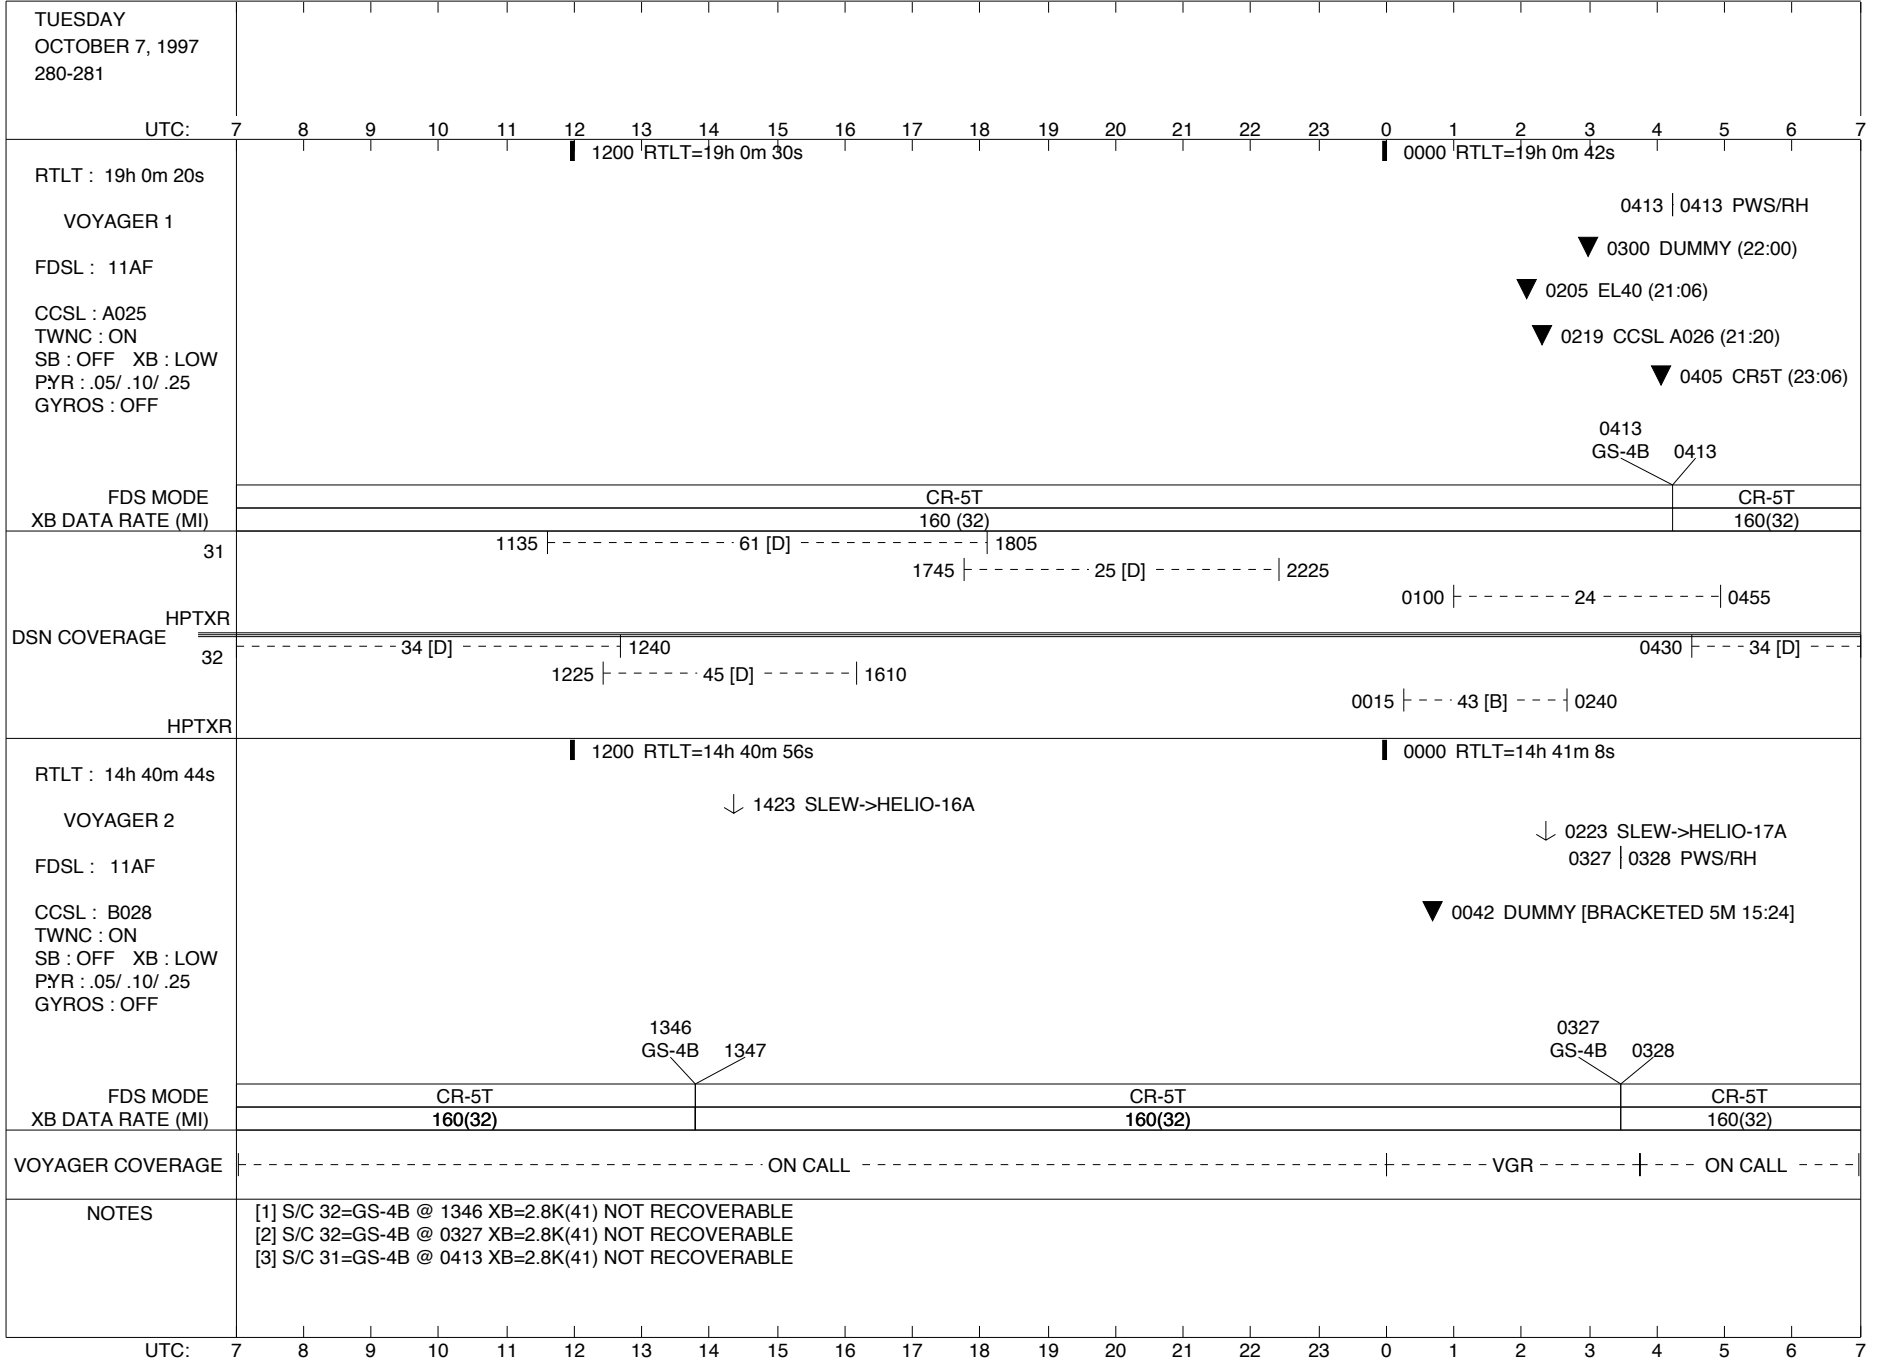 TUESDAY
OCTOBER 7, 1997
280-281
UTC: 7 8 9 10 11 12 13 14 15 16 17 18 19 20 21 22 23 0 1 2 3 4 5 6 7
1200 RTLT=19h 0m 30s 0000 RTLT=19h 0m 42s
RTLT : 19h 0m 20s
0413 0413 PWS/RH
VOYAGER 1
0300 DUMMY (22:00)
FDSL : 11AF
0205 EL40 (21:06)
CCSL : A025
TWNC : ON
0219 CCSL A026 (21:20)
SB : OFF XB : LOW
P:YR : .05/ .10/ .25
0405 CR5T (23:06)
GYROS : OFF
0413
GS-4B 0413
FDS MODE CR-5T CR-5T
XB DATA RATE (MI) 160 (32) 160(32)
31 1135 61 [D] 1805
1745 25 [D] 2225
0100 24 0455
HPTXR
DSN COVERAGE
34 [D] 1240 0430 34 [D]
32
1225 45 [D] 1610
0015 43 [B] 0240
HPTXR
1200 RTLT=14h 40m 56s 0000 RTLT=14h 41m 8s
RTLT : 14h 40m 44s
1423 SLEW->HELIO-16A
VOYAGER 2
0223 SLEW->HELIO-17A
0327 0328 PWS/RH
FDSL : 11AF
CCSL : B028
0042 DUMMY [BRACKETED 5M 15:24]
TWNC : ON
SB : OFF XB : LOW
P:YR : .05/ .10/ .25
GYROS : OFF
1346 0327
GS-4B 1347 GS-4B 0328
FDS MODE CR-5T CR-5T CR-5T
XB DATA RATE (MI) 160(32) 160(32) 160(32)
VOYAGER COVERAGE ON CALL VGR ON CALL
NOTES
[1] S/C 32=GS-4B @ 1346 XB=2.8K(41) NOT RECOVERABLE
[2] S/C 32=GS-4B @ 0327 XB=2.8K(41) NOT RECOVERABLE
[3] S/C 31=GS-4B @ 0413 XB=2.8K(41) NOT RECOVERABLE
UTC: 7 8 9 10 11 12 13 14 15 16 17 18 19 20 21 22 23 0 1 2 3 4 5 6 7